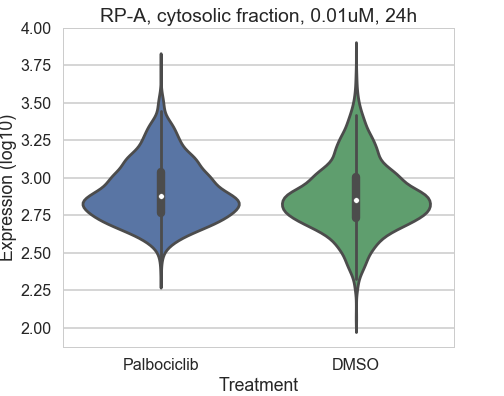 RP-A, cytosolic fraction, 0.01uM, 24h
Expression (log10)
4.00
3.75
3.50
3.25
3.00
2.75
2.50
2.25
2.00
Palbociclib
DMSO
Treatment